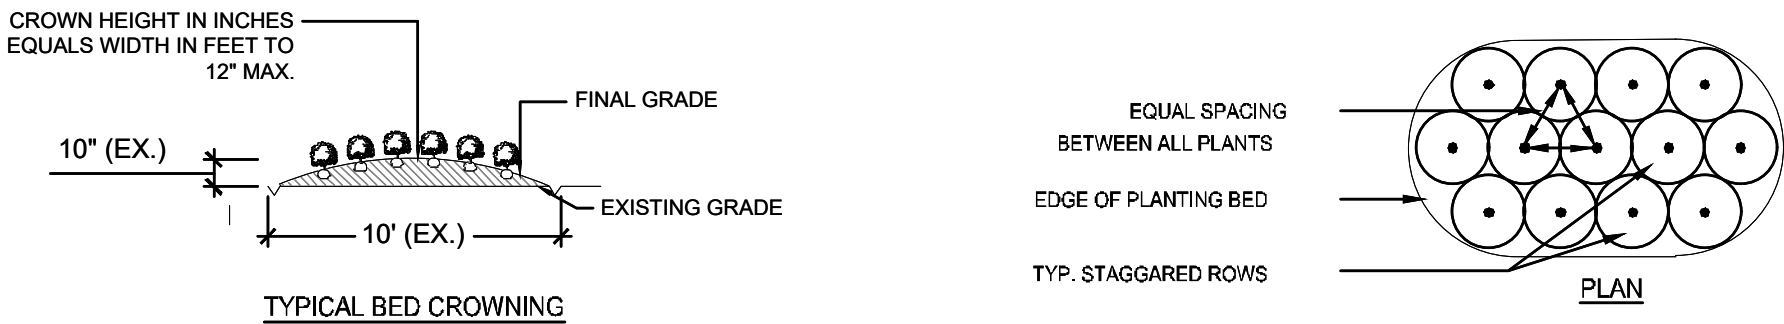 CROWN HEIGHT IN INCHES
EQUALS WIDTH IN FEET TO
12" MAX.
FINAL GRADE
10" (EX.)
EXISTING GRADE
10' (EX.)
TYPICAL BED CROWNING
EQUAL SPACING
BETWEEN ALL PLANTS
EDGE OF PLANTING BED
TYP. STAGGARED ROWS
PLAN